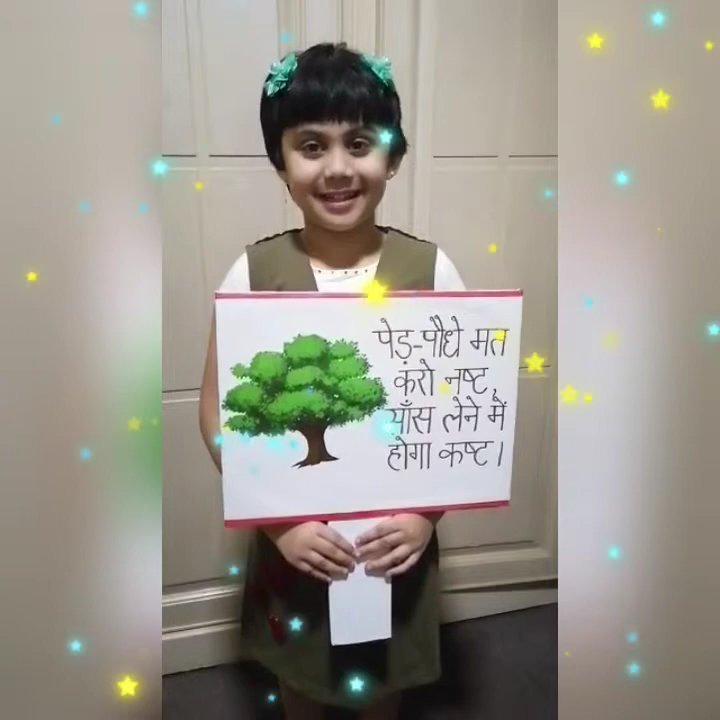 पेड़-पौधे मत
करो नष्ट,
साँस लेने में
होगा कष्ट।